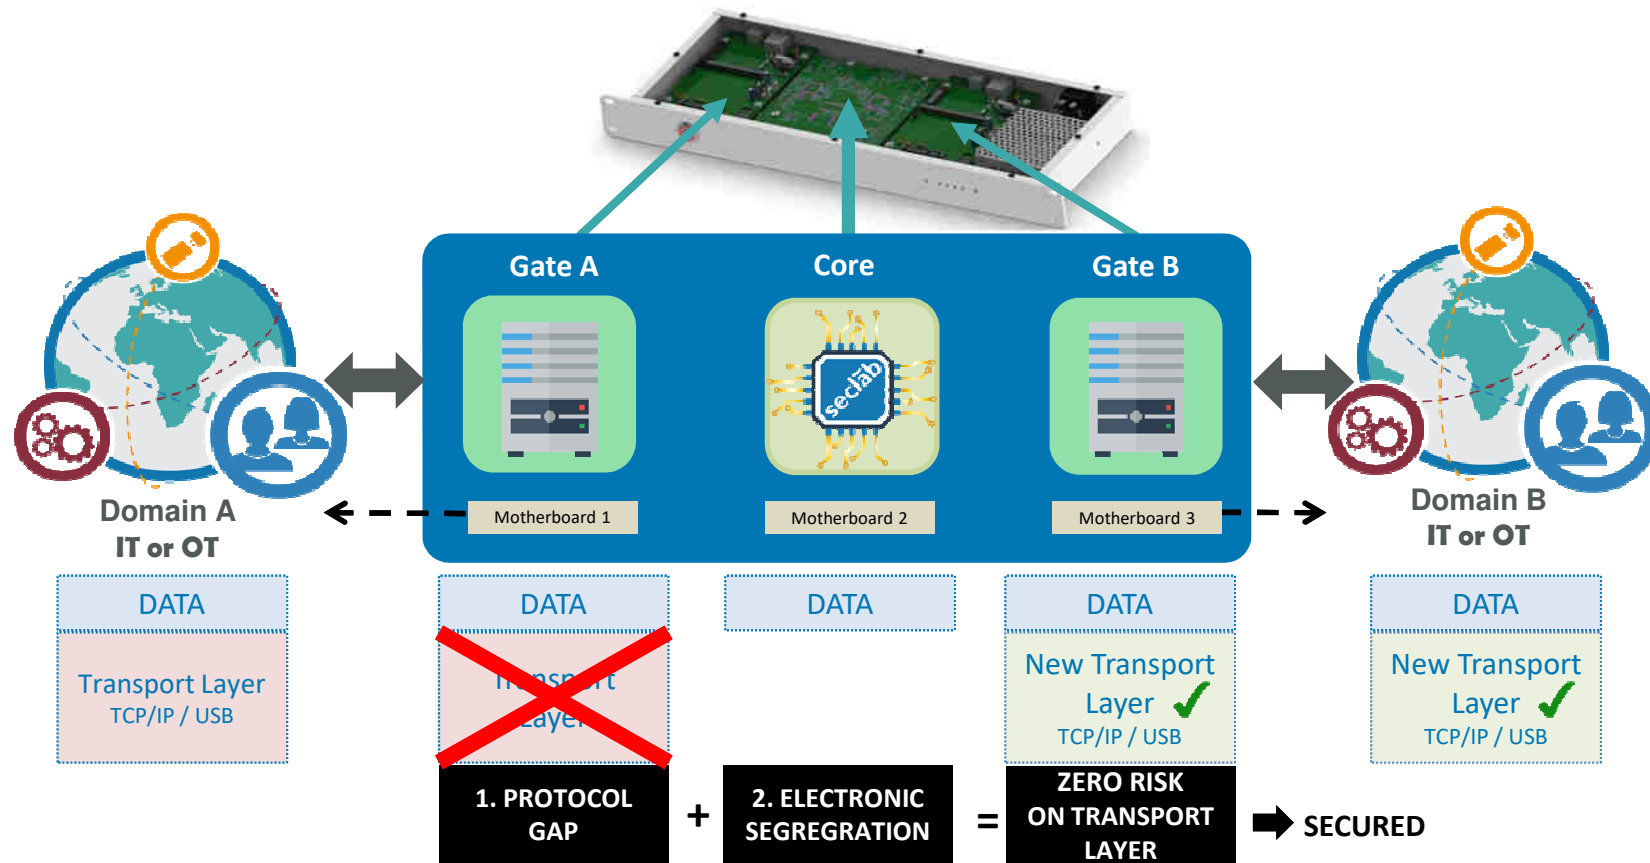 Gate A
Core
Gate B
seclab
Motherboard 1
Motherboard 2
Motherboard 3
Domain A
IT or OT
Domain B
IT or OT
DATA
Transport Layer
TCP/IP / USB
DATA
Transport
Layer
DATA
DATA
New Transport
Layer
TCP/IP / USB
DATA
New Transport
Layer
TCP/IP / USB
1. PROTOCOL
GAP
+
2. ELECTRONIC
SEGREGRATION
=
ZERO RISK
ON TRANSPORT
LAYER
SECURED